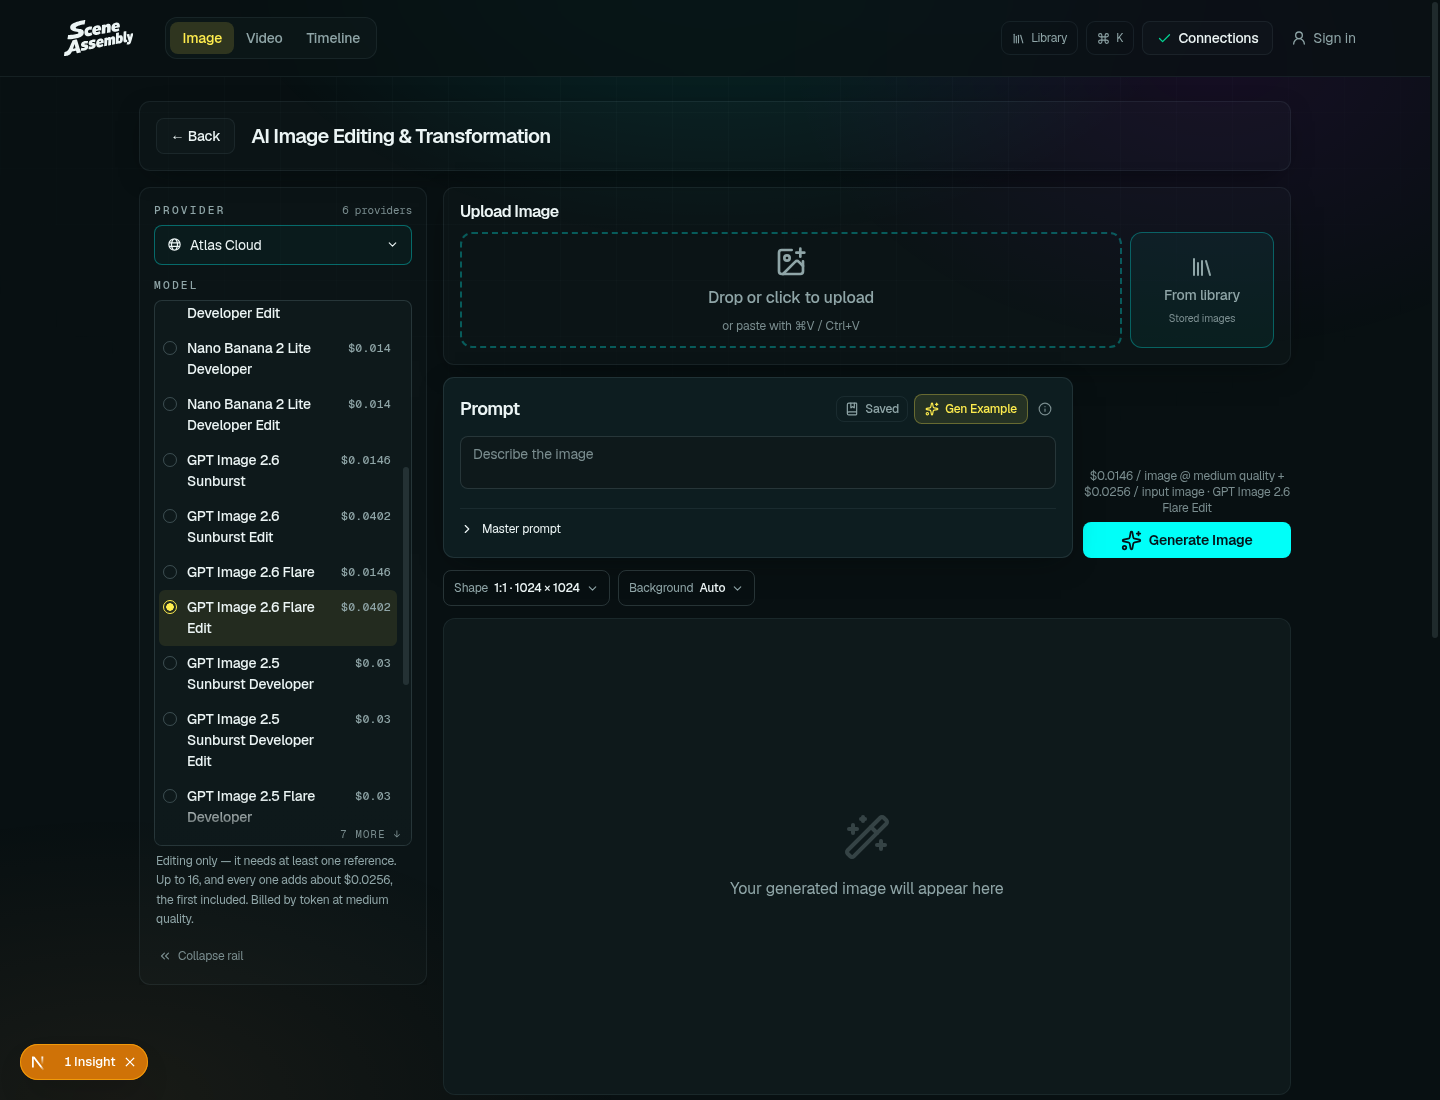 Scene Assembly
Image
Video
Timeline
Library
⌘ K
Connections
Sign in
← Back
AI Image Editing & Transformation
PROVIDER
6 providers
Atlas Cloud
MODEL
Developer Edit
Nano Banana 2 Lite $0.014
Developer
Nano Banana 2 Lite $0.014
Developer Edit
GPT Image 2.6 $0.0146
Sunburst
GPT Image 2.6 $0.0402
Sunburst Edit
GPT Image 2.6 Flare $0.0146
GPT Image 2.6 Flare $0.0402
Edit
GPT Image 2.5 $0.03
Sunburst Developer
GPT Image 2.5 $0.03
Sunburst Developer
Edit
GPT Image 2.5 Flare $0.03
Developer
7 MORE ↓
Editing only — it needs at least one reference.
Up to 16, and every one adds about $0.0256,
the first included. Billed by token at medium
quality.
Collapse rail
Upload Image
Drop or click to upload
or paste with ⌘V / Ctrl+V
From library
Stored images
Prompt
Saved
Gen Example
Describe the image
Master prompt
$0.0146 / image @ medium quality +
$0.0256 / input image · GPT Image 2.6
Flare Edit
Generate Image
Shape 1:1 · 1024 × 1024
Background Auto
Your generated image will appear here
N 1 Insight